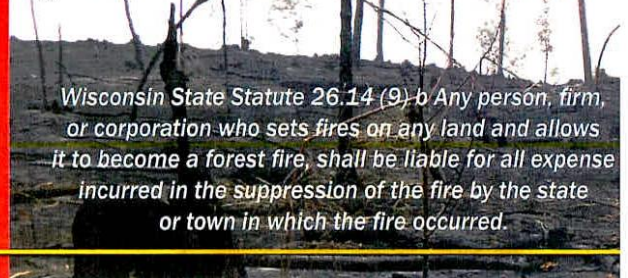 Wisconsin State Statute 26.14 (9) b Any person, firm,
or corporation who sets fires on any land and allows
it to become a forest fire, shall be liable for all expense
incurred in the suppression of the fire by the state
or town in which the fire occurred.